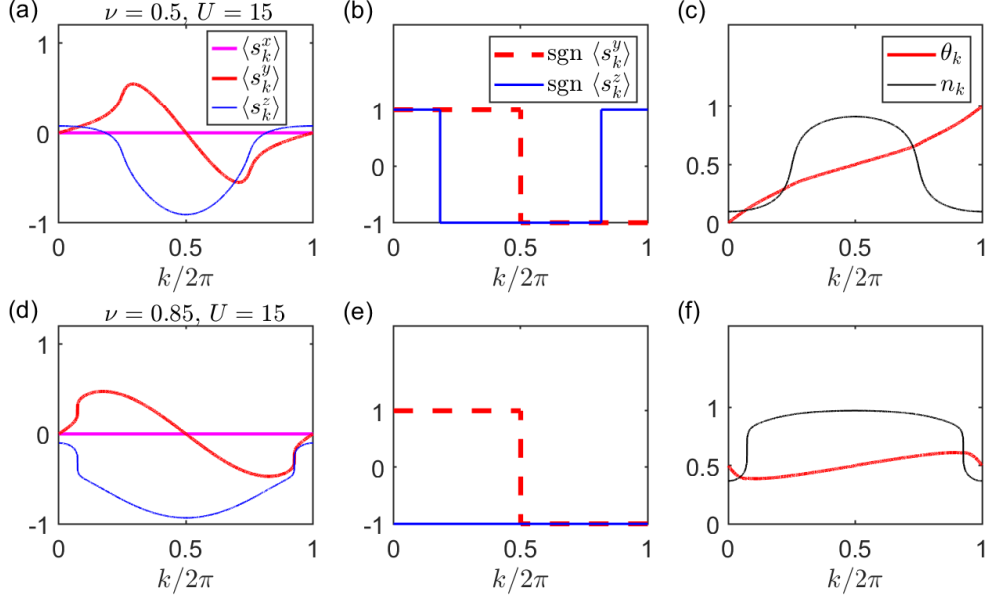 (a)
ν = 0.5, U = 15
1
0
-1
⟨s_k^x⟩
⟨s_k^y⟩
⟨s_k^z⟩
0
0.5
1
k/2π
(b)
1
0
-1
sgn ⟨s_k^y⟩
sgn ⟨s_k^z⟩
0
0.5
1
k/2π
(c)
1
0.5
0
θ_k
n_k
0
0.5
1
k/2π
(d)
ν = 0.85, U = 15
1
0
-1
0
0.5
1
k/2π
(e)
1
0
-1
0
0.5
1
k/2π
(f)
1
0.5
0
0
0.5
1
k/2π